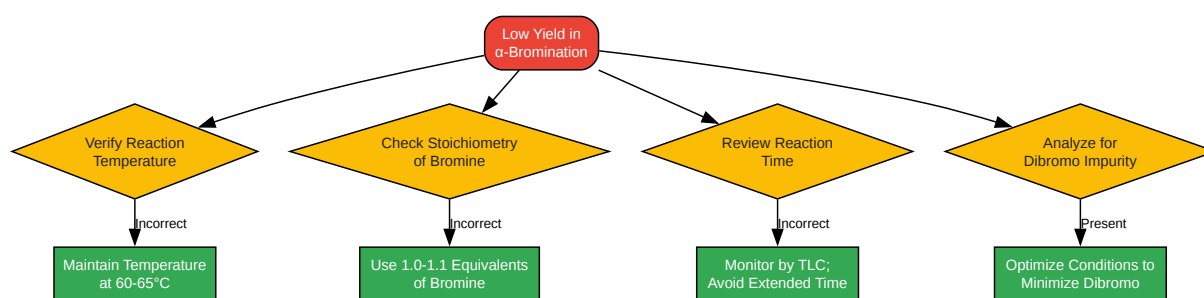 Low Yield in
α-Bromination
Verify Reaction
Temperature
Check Stoichiometry
of Bromine
Review Reaction
Time
Analyze for
Dibromo Impurity
Incorrect
Incorrect
Incorrect
Present
Maintain Temperature
at 60-65°C
Use 1.0-1.1 Equivalents
of Bromine
Monitor by TLC;
Avoid Extended Time
Optimize Conditions to
Minimize Dibromo